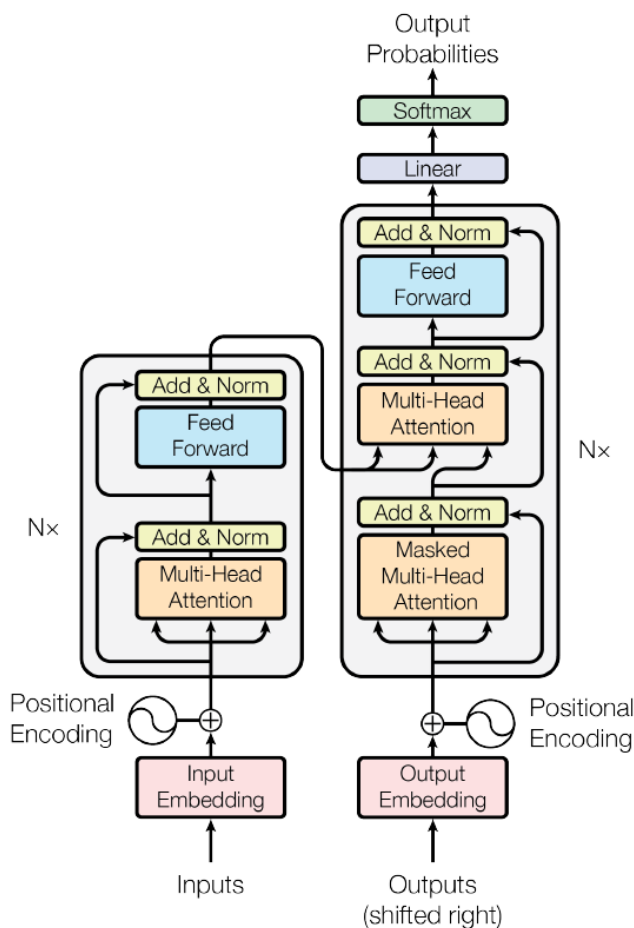 Output
Probabilities
Softmax
Linear
Add & Norm
Feed
Forward
Add & Norm
Multi-Head
Attention
Add & Norm
Masked
Multi-Head
Attention
N×
Add & Norm
Feed
Forward
Add & Norm
Multi-Head
Attention
N×
Positional
Encoding
Positional
Encoding
Input
Embedding
Output
Embedding
Inputs
Outputs
(shifted right)